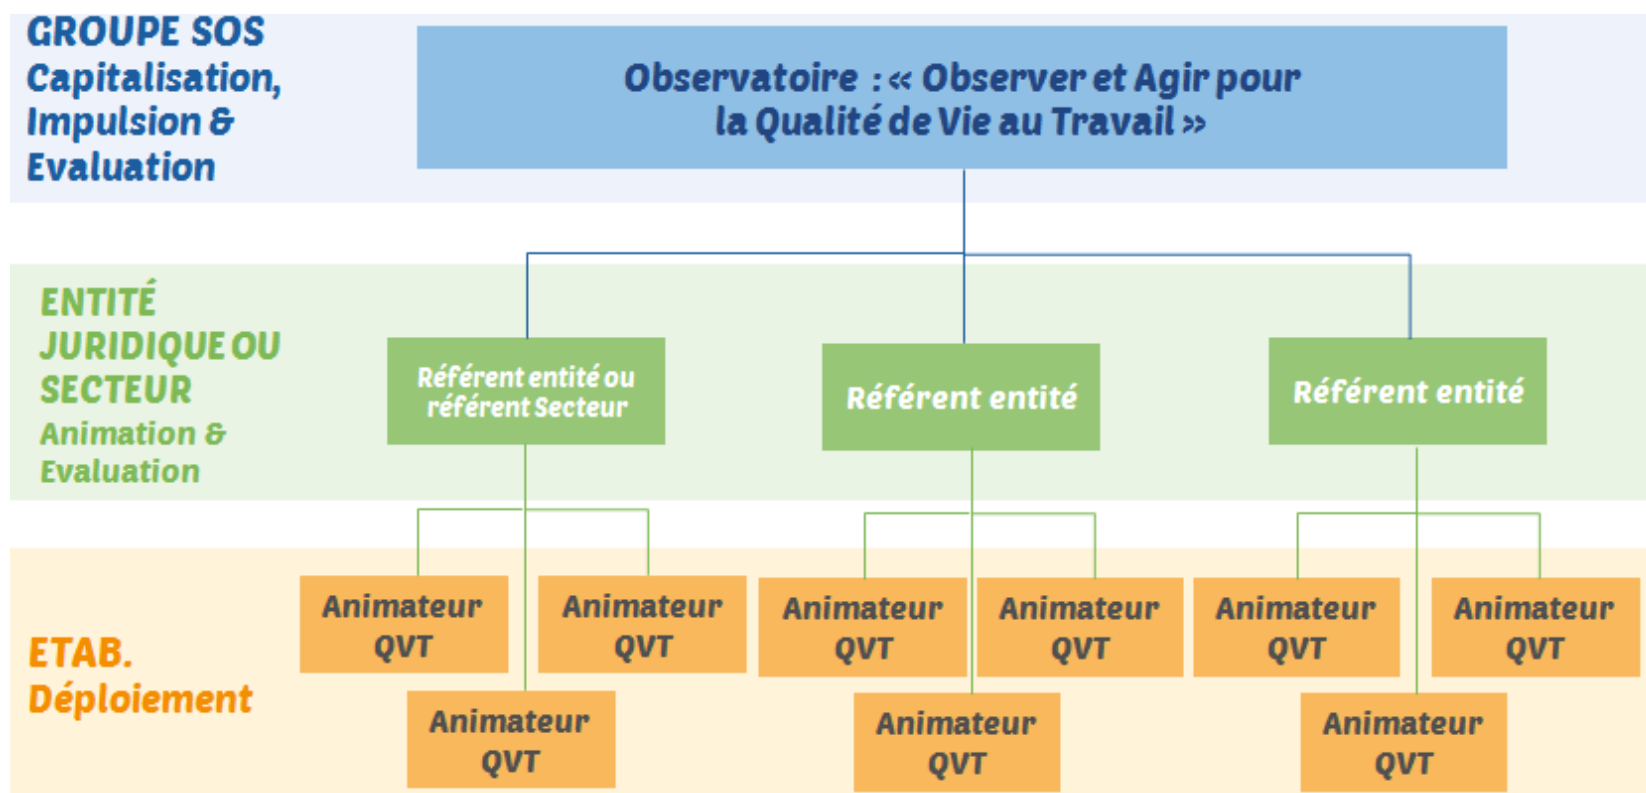 GROUPE SOS
Capitalisation,
Impulsion &
Evaluation
Observatoire : « Observer et Agir pour
la Qualité de Vie au Travail »
ENTITÉ
JURIDIQUE OU
SECTEUR
Animation &
Evaluation
Référent entité ou
référent Secteur
Référent entité
Référent entité
ETAB.
Déploiement
Animateur
QVT
Animateur
QVT
Animateur
QVT
Animateur
QVT
Animateur
QVT
Animateur
QVT
Animateur
QVT
Animateur
QVT
Animateur
QVT